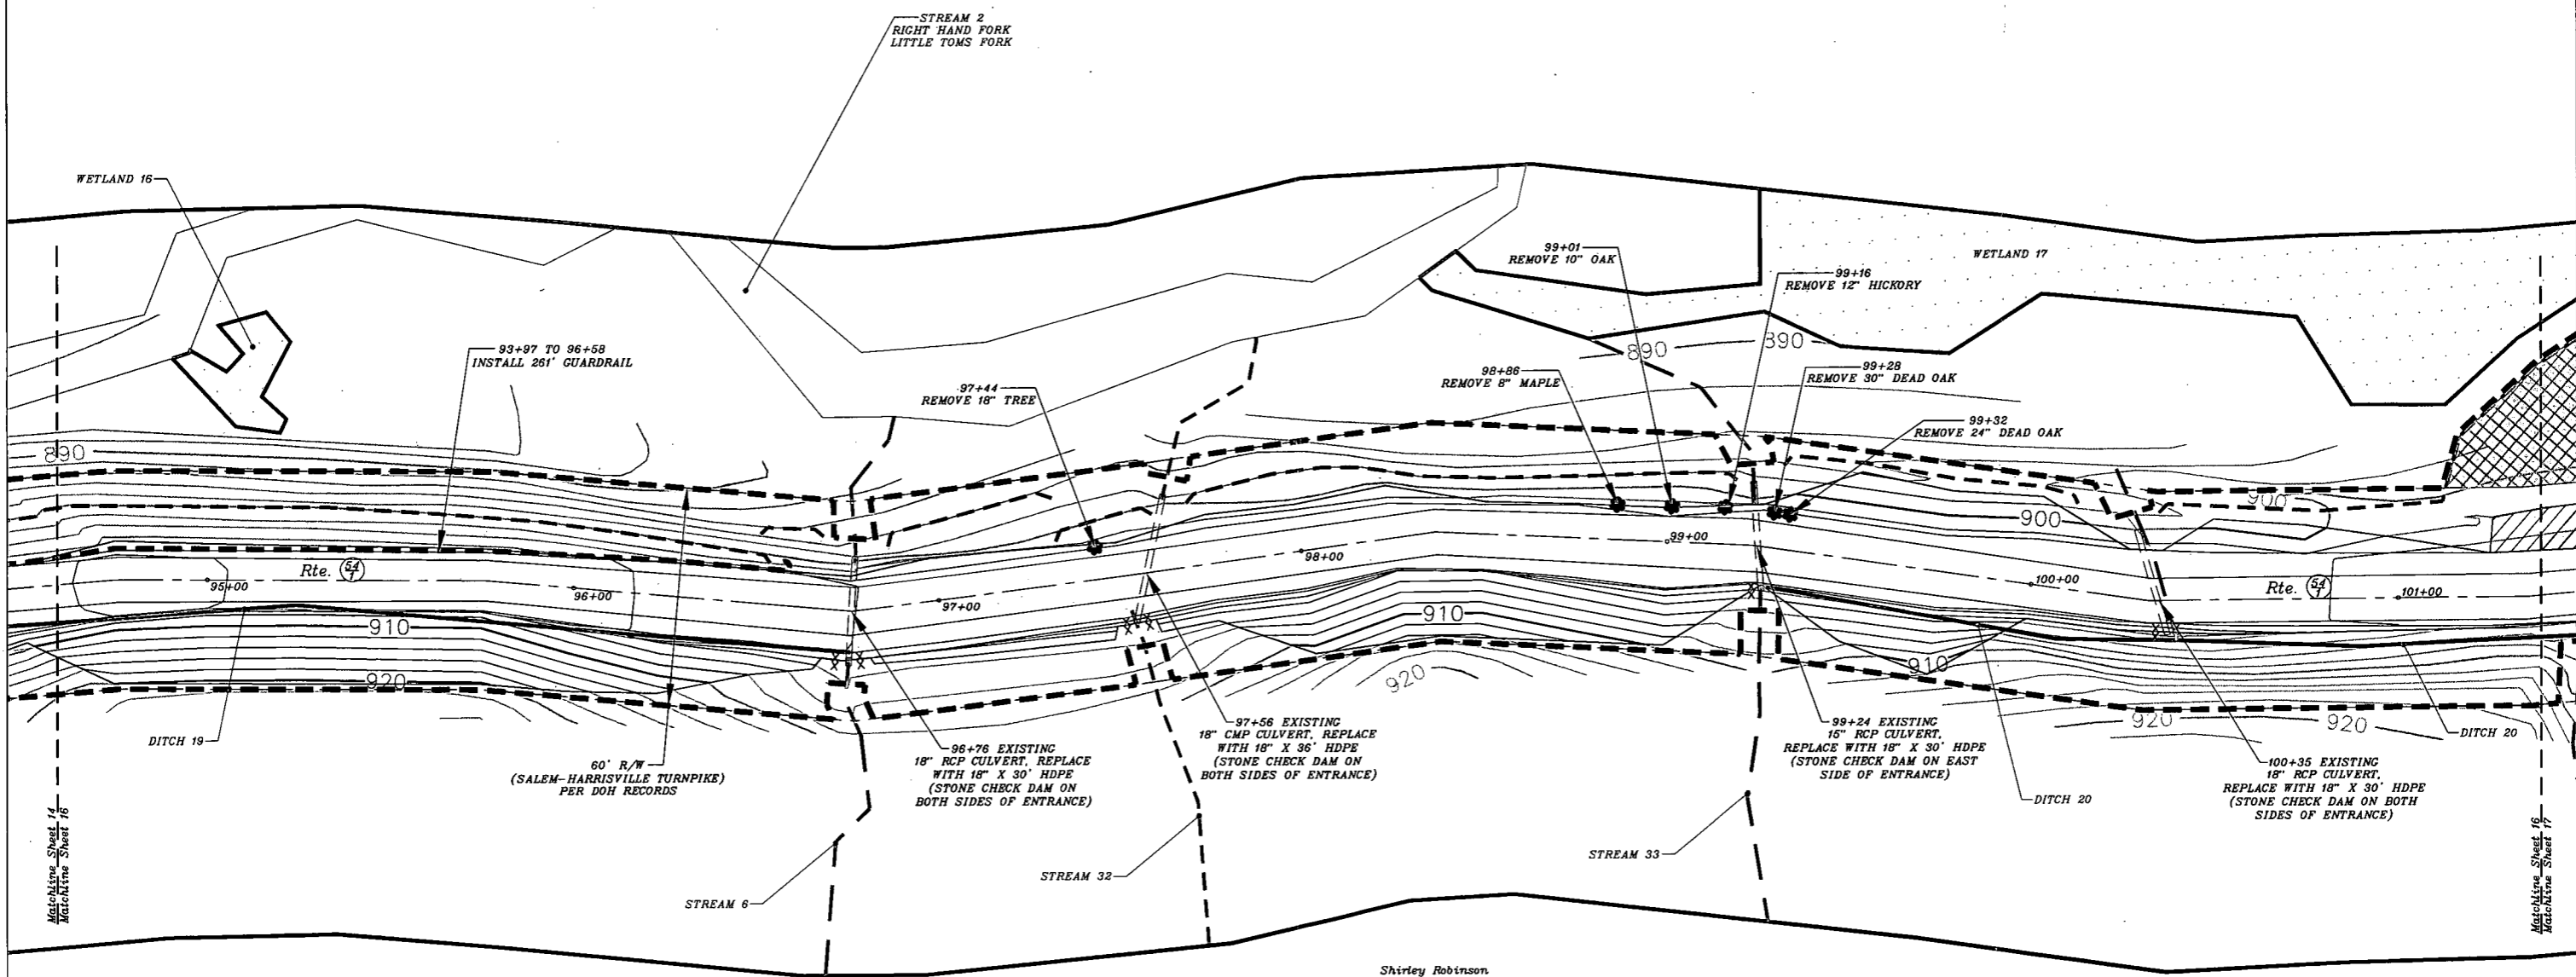 STREAM 2
RIGHT HAND FORK
LITTLE TOMS FORK
WETLAND 16
93+97 TO 96+58
INSTALL 261' GUARDRAIL
97+44
REMOVE 18" TREE
98+86
REMOVE 8" MAPLE
99+01
REMOVE 10" OAK
99+16
REMOVE 12" HICKORY
99+28
REMOVE 30" DEAD OAK
99+32
REMOVE 24" DEAD OAK
WETLAND 17
890
890
890
900
900
Rte. 54/1
95+00
96+00
97+00
98+00
99+00
100+00
Rte. 54/1
101+00
910
910
910
920
920
920
920
DITCH 19
60' R/W
(SALEM-HARRISVILLE TURNPIKE)
PER DOH RECORDS
96+76 EXISTING
18" RCP CULVERT, REPLACE
WITH 18" X 30' HDPE
(STONE CHECK DAM ON
BOTH SIDES OF ENTRANCE)
97+56 EXISTING
18" CMP CULVERT, REPLACE
WITH 18" X 36' HDPE
(STONE CHECK DAM ON
BOTH SIDES OF ENTRANCE)
99+24 EXISTING
15" RCP CULVERT,
REPLACE WITH 18" X 30' HDPE
(STONE CHECK DAM ON EAST
SIDE OF ENTRANCE)
DITCH 20
100+35 EXISTING
18" RCP CULVERT,
REPLACE WITH 18" X 30' HDPE
(STONE CHECK DAM ON BOTH
SIDES OF ENTRANCE)
DITCH 20
STREAM 6
STREAM 32
STREAM 33
Matchline Sheet 14
Matchline Sheet 16
Matchline Sheet 16
Matchline Sheet 17
Shirley Robinson